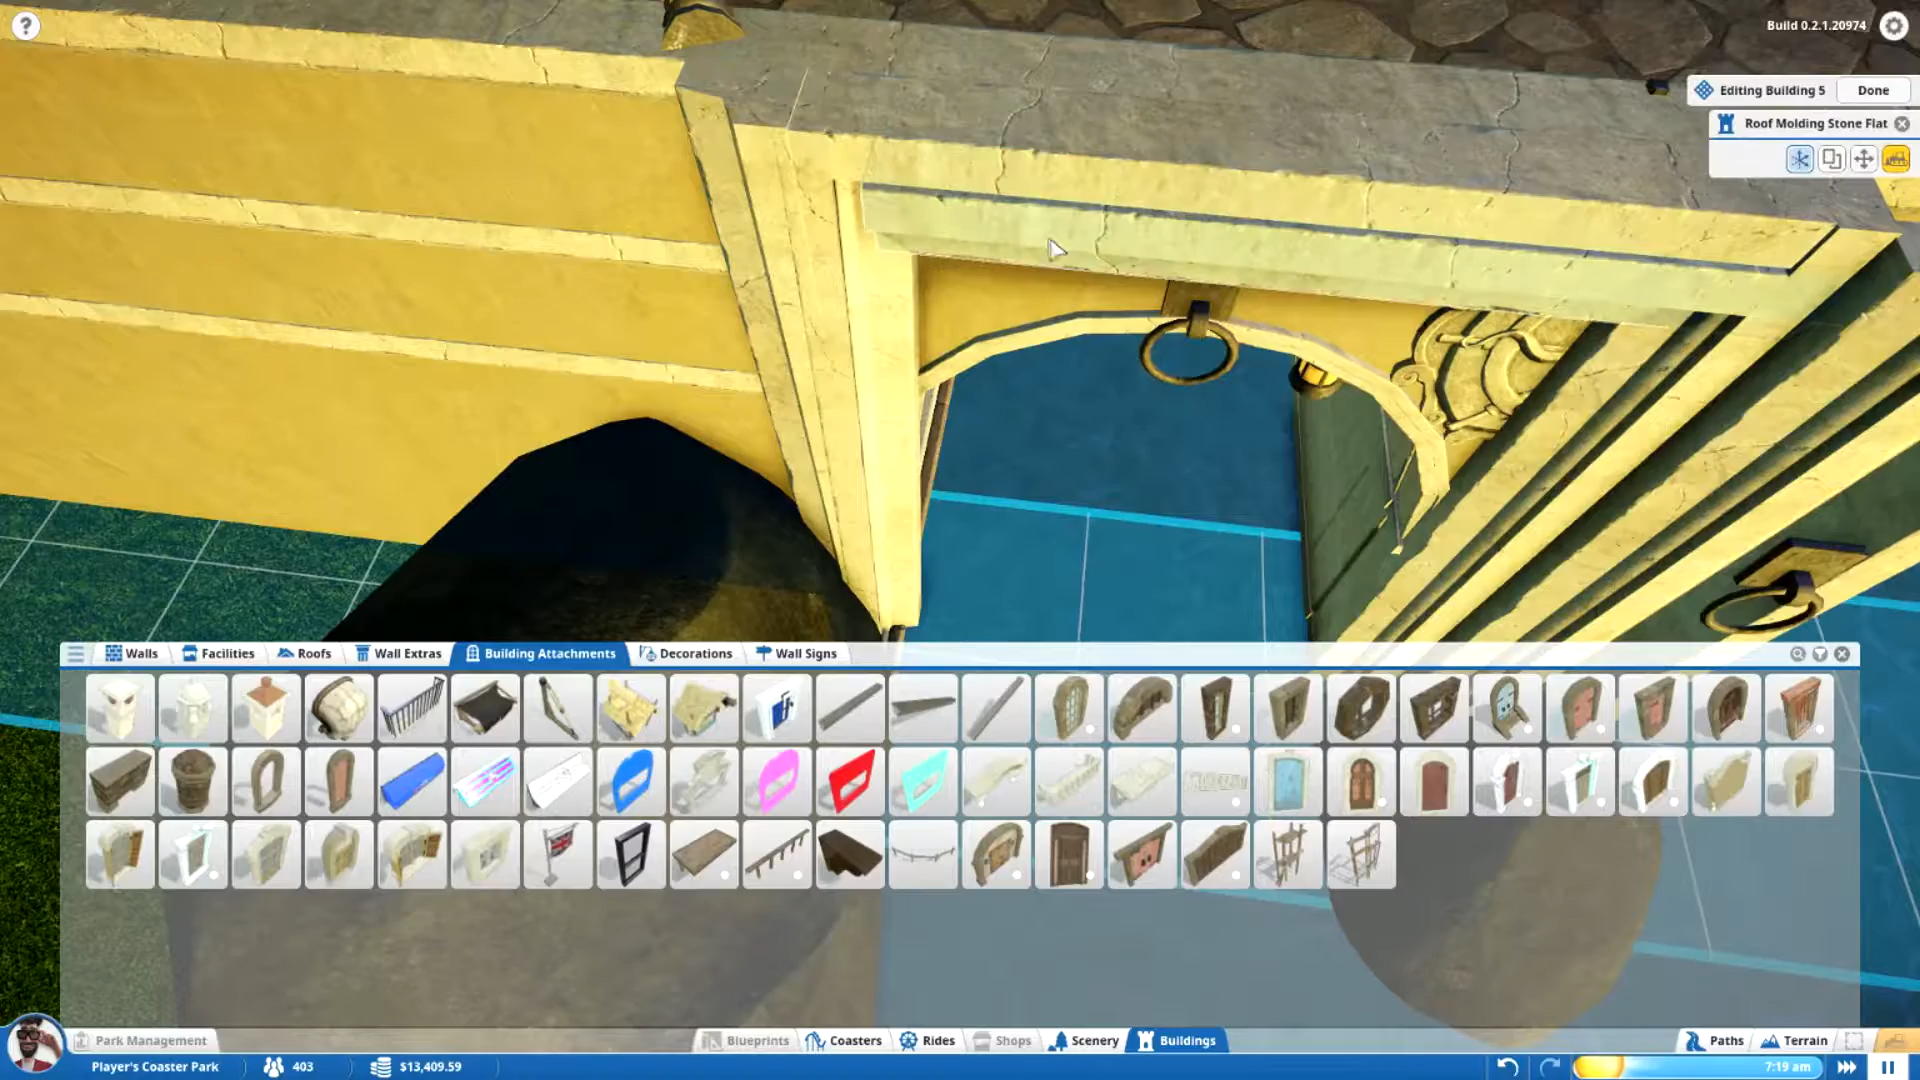 ?
Build 0.2.1.20974
Editing Building 5 Done
Roof Molding Stone Flat
Walls Facilities Roofs Wall Extras Building Attachments Decorations Wall Signs
Park Management Blueprints Coasters Rides Shops Scenery Buildings Paths Terrain
Player's Coaster Park 403 $13,409.59 7:19 am